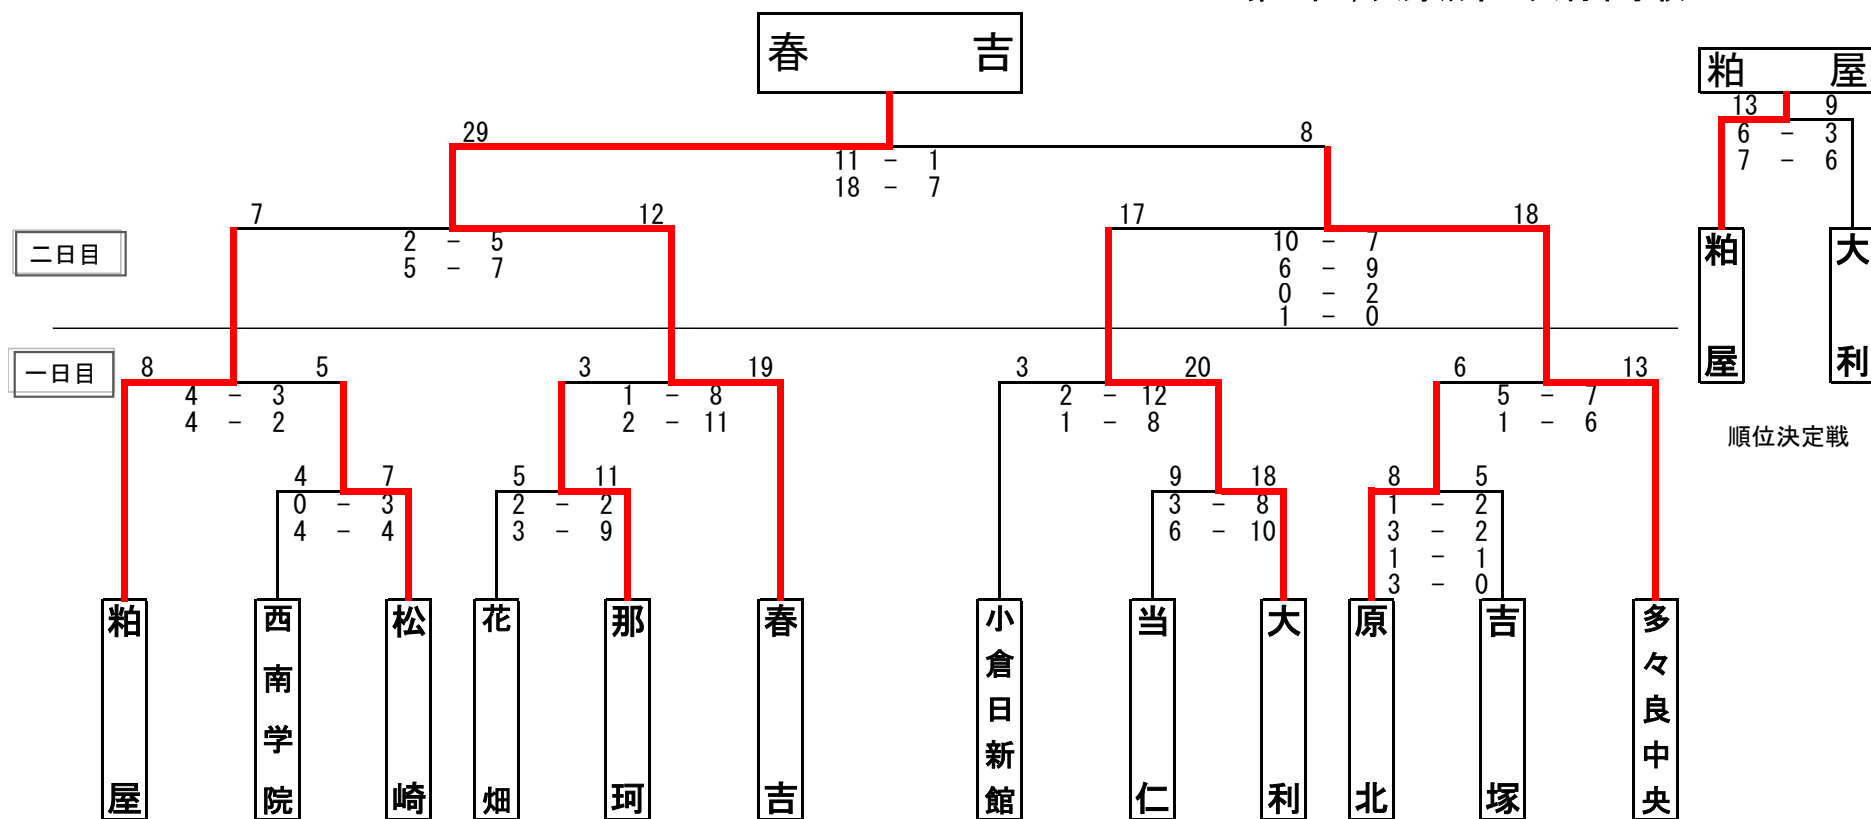 春 吉
粕 屋
13 9
6 - 3
7 - 6
29 8
11 - 1
18 - 7
7 12
2 - 5
5 - 7
17 18
10 - 7
6 - 9
0 - 2
1 - 0
二日目
粕屋
大利
順位決定戦
一日目
8 5
4 - 3
4 - 2
3 19
1 - 8
2 - 11
3 20
2 - 12
1 - 8
6 13
5 - 7
1 - 6
4 7
0 - 3
4 - 4
5 11
2 - 2
3 - 9
9 18
3 - 8
6 - 10
8 5
1 - 2
3 - 2
1 - 1
3 - 0
粕屋
西南学院
松崎
花畑
那珂
春吉
小倉日新館
当仁
大利
原北
吉塚
多々良中央